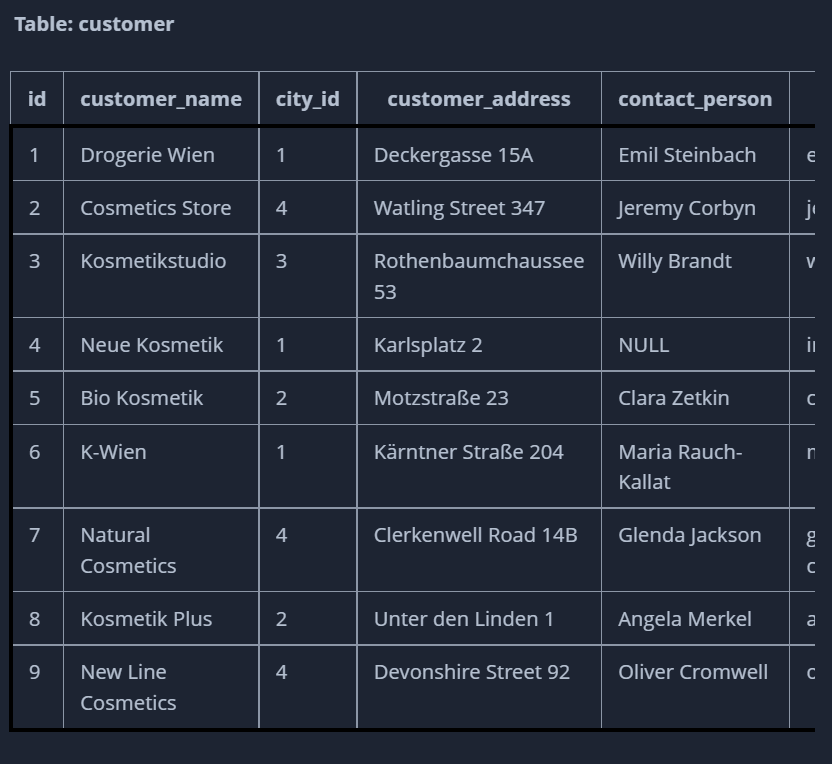 Table: customer
id customer_name city_id customer_address contact_person
1 Drogerie Wien 1 Deckergasse 15A Emil Steinbach e
2 Cosmetics Store 4 Watling Street 347 Jeremy Corbyn
3 Kosmetikstudio 3 Rothenbaumchaussee Willy Brandt
53
4 Neue Kosmetik 1 Karlsplatz 2 NULL
5 Bio Kosmetik 2 Motzstraße 23 Clara Zetkin
6 K-Wien 1 Kärntner Straße 204 Maria Rauch-
Kallat
7 Natural 4 Clerkenwell Road 14B Glenda Jackson
Cosmetics
8 Kosmetik Plus 2 Unter den Linden 1 Angela Merkel
9 New Line 4 Devonshire Street 92 Oliver Cromwell
Cosmetics